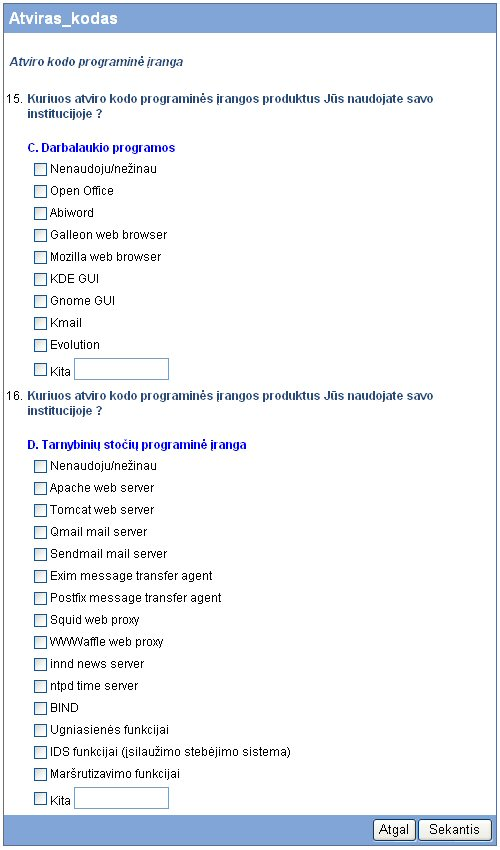 Atviras_kodas
Atviro kodo programinė įranga
15. Kuriuos atviro kodo programinės įrangos produktus Jūs naudojate savo
institucijoje ?
C. Darbalaukio programos
Nenaudoju/nežinau
Open Office
Abiword
Galleon web browser
Mozilla web browser
KDE GUI
Gnome GUI
Kmail
Evolution
Kita
16. Kuriuos atviro kodo programinės įrangos produktus Jūs naudojate savo
institucijoje ?
D. Tarnybinių stočių programinė įranga
Nenaudoju/nežinau
Apache web server
Tomcat web server
Qmail mail server
Sendmail mail server
Exim message transfer agent
Postfix message transfer agent
Squid web proxy
WWWaffle web proxy
innd news server
ntpd time server
BIND
Ugniasienės funkcijai
IDS funkcijai (įsilaužimo stebėjimo sistema)
Maršrutizavimo funkcijai
Kita
Atgal Sekantis